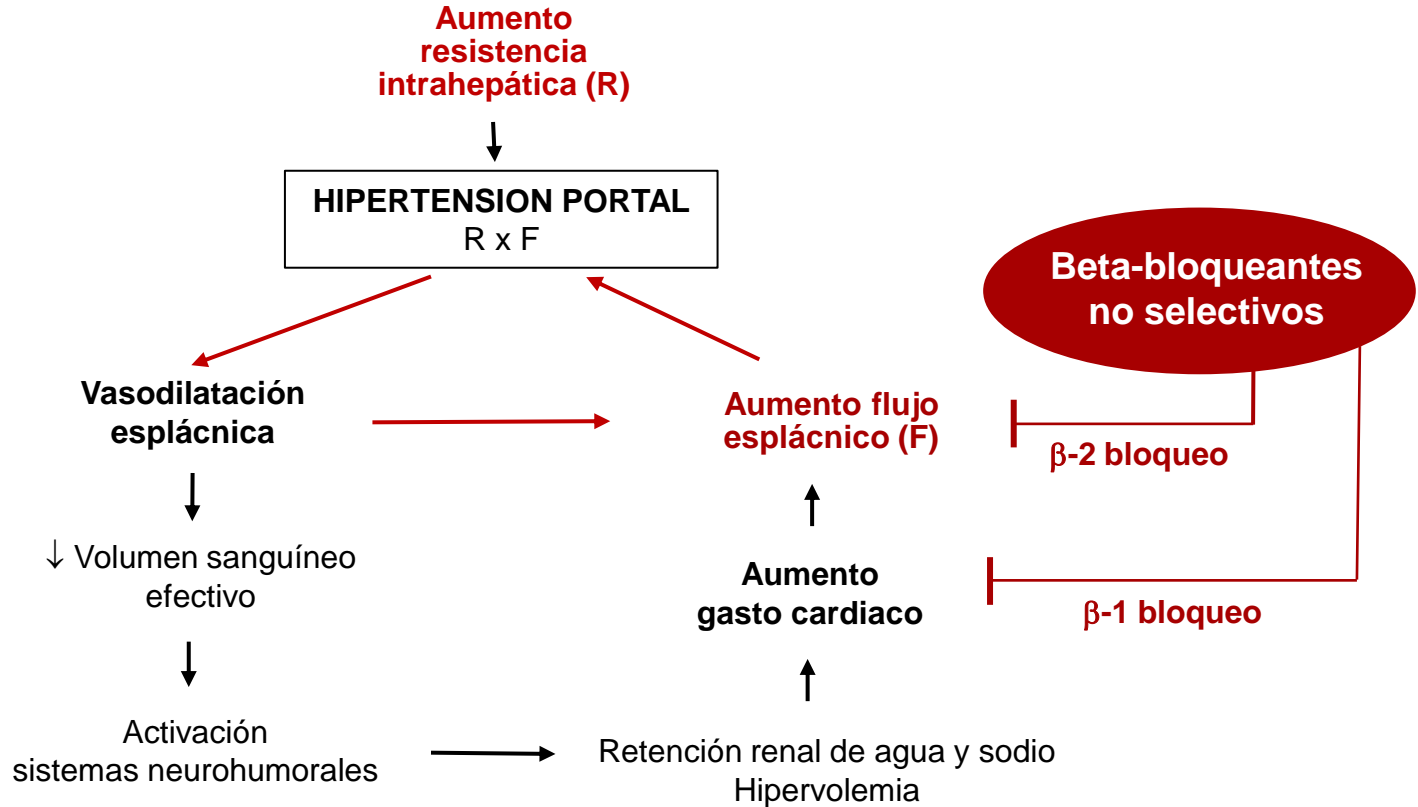 Aumento
resistencia
intrahepática (R)
HIPERTENSION PORTAL
R x F
Beta-bloqueantes
no selectivos
Vasodilatación
esplácnica
Aumento flujo
esplácnico (F)
β-2 bloqueo
↓ Volumen sanguíneo
efectivo
Aumento
gasto cardiaco
β-1 bloqueo
Activación
sistemas neurohumorales
Retención renal de agua y sodio
Hipervolemia